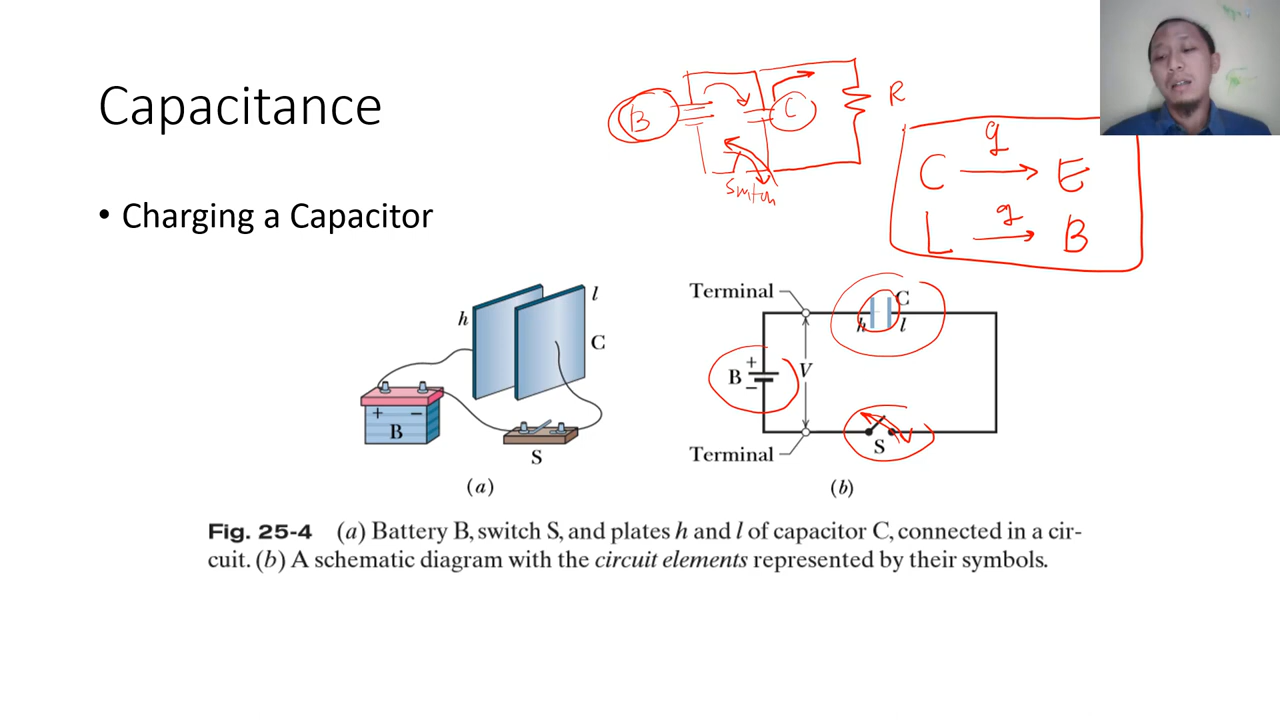 Capacitance
• Charging a Capacitor
B
C
R
Switch
C q → E
L q → B
h
l
C
+ −
B
S
(a)
Terminal
C
h l
+
B
−
V
S
Terminal
(b)
Fig. 25-4 (a) Battery B, switch S, and plates h and l of capacitor C, connected in a cir-
cuit. (b) A schematic diagram with the circuit elements represented by their symbols.